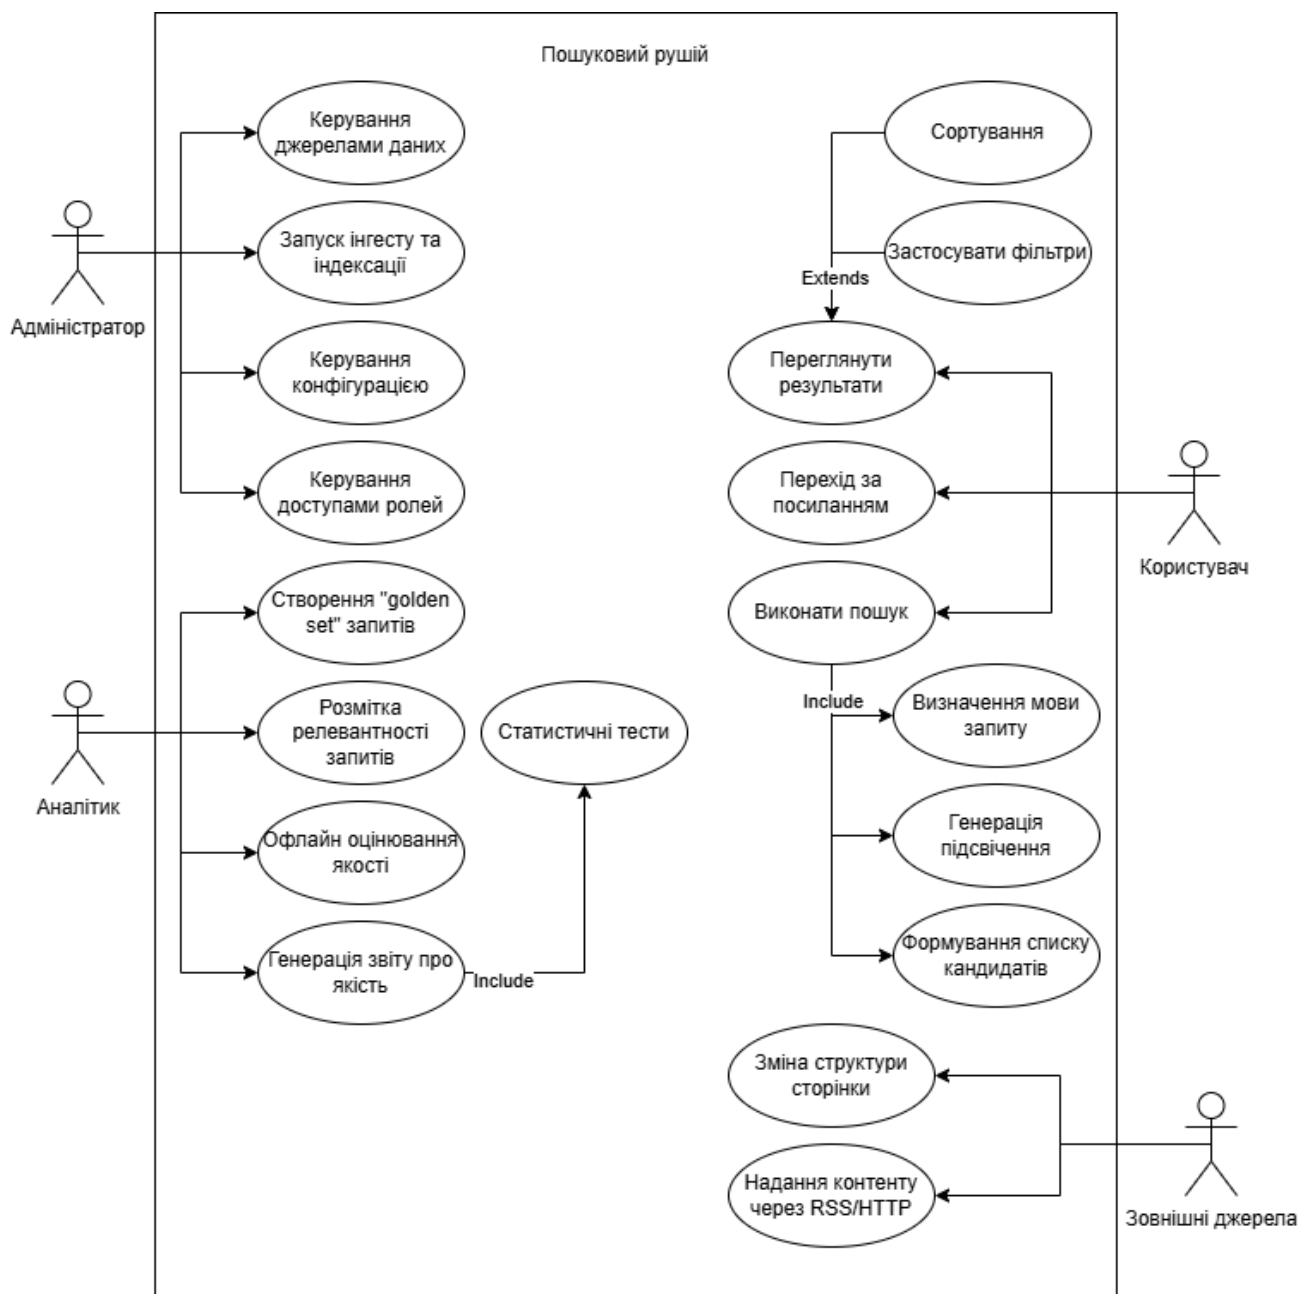 Пошуковий рушій
Керування
джерелами даних
Сортування
Запуск інгесту та
індексації
Застосувати фільтри
Extends
Адміністратор
Керування
конфігурацією
Переглянути
результати
Керування
доступами ролей
Перехід за
посиланням
Користувач
Створення "golden
set" запитів
Виконати пошук
Include
Визначення мови
запиту
Розмітка
релевантності
запитів
Статистичні тести
Аналітик
Офлайн оцінювання
якості
Генерація
підсвічення
Генерація звіту про
якість
Include
Формування списку
кандидатів
Зміна структури
сторінки
Надання контенту
через RSS/HTTP
Зовнішні джерела